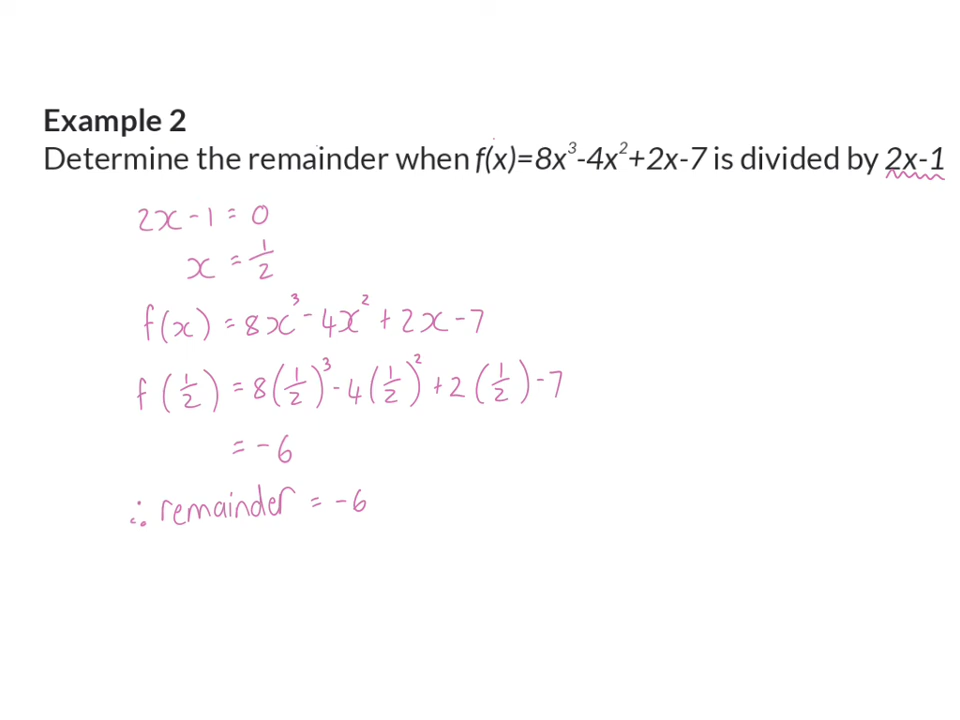 Example 2
Determine the remainder when f(x)=8x³-4x²+2x-7 is divided by 2x-1
2x - 1 = 0
x = 1/2
f(x) = 8x³ - 4x² + 2x - 7
f(1/2) = 8(1/2)³ - 4(1/2)² + 2(1/2) - 7
= -6
∴ remainder = -6